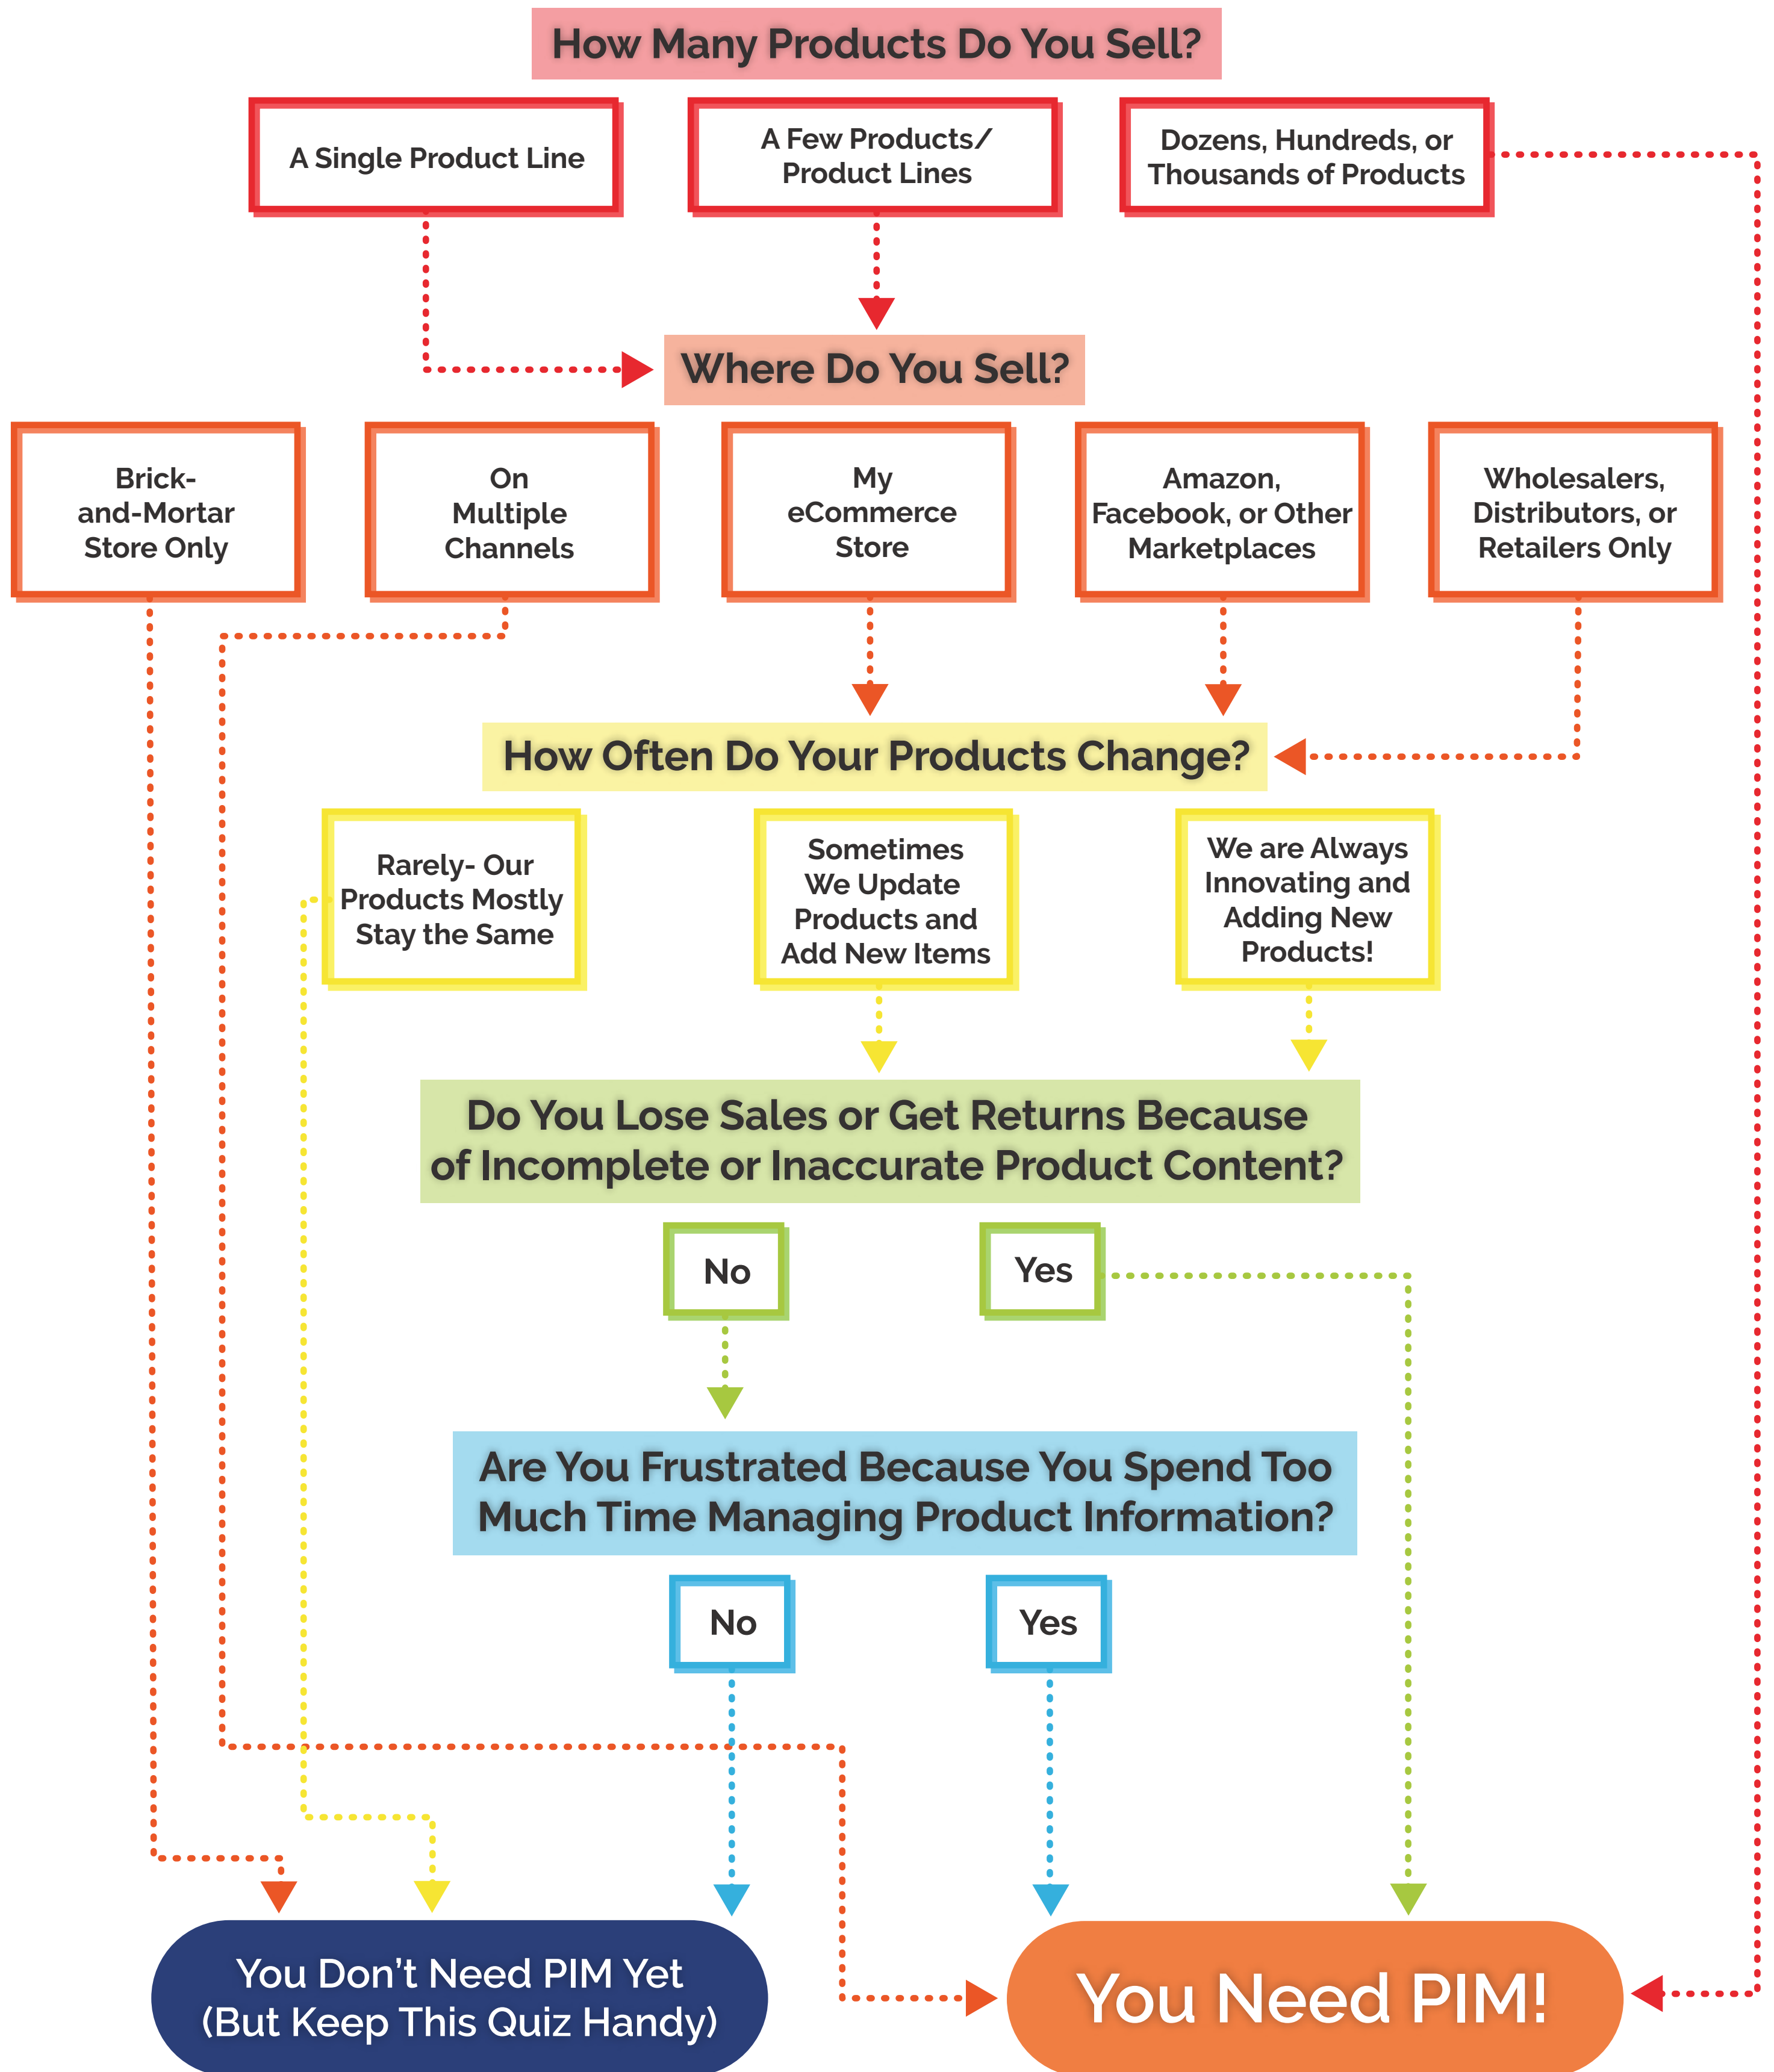 How Many Products Do You Sell?
A Single Product Line
A Few Products/
Product Lines
Dozens, Hundreds, or
Thousands of Products
Where Do You Sell?
Brick-
and-Mortar
Store Only
On
Multiple
Channels
My
eCommerce
Store
Amazon,
Facebook, or Other
Marketplaces
Wholesalers,
Distributors, or
Retailers Only
How Often Do Your Products Change?
Rarely- Our
Products Mostly
Stay the Same
Sometimes
We Update
Products and
Add New Items
We are Always
Innovating and
Adding New
Products!
Do You Lose Sales or Get Returns Because
of Incomplete or Inaccurate Product Content?
No
Yes
Are You Frustrated Because You Spend Too
Much Time Managing Product Information?
No
Yes
You Don’t Need PIM Yet
(But Keep This Quiz Handy)
You Need PIM!